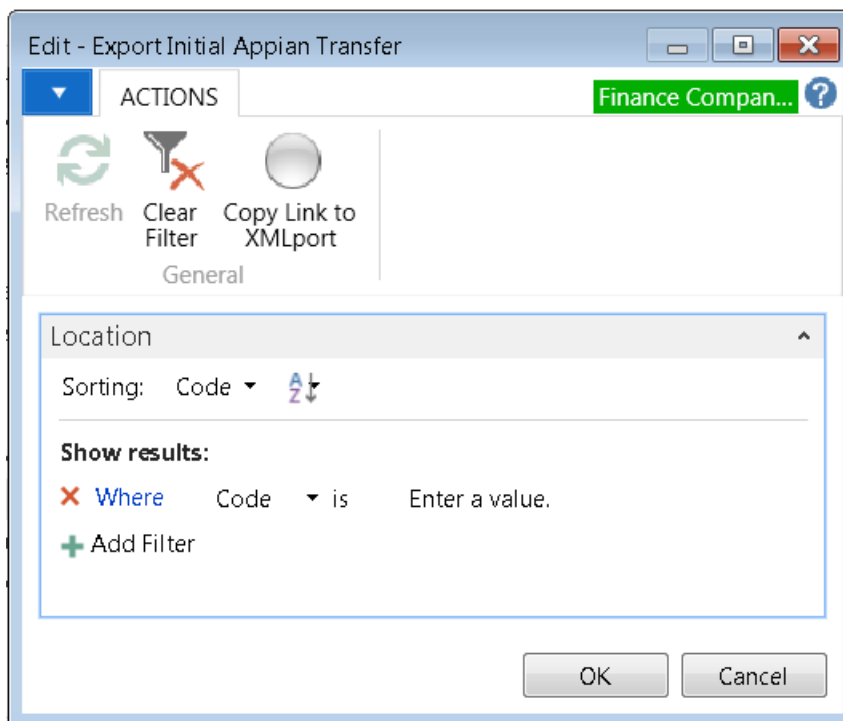 Edit - Export Initial Appian Transfer
ACTIONS
Finance Compan... ?
Refresh Clear Filter Copy Link to XMLport
General
Location
Sorting: Code AZ
Show results:
Where Code is Enter a value.
Add Filter
OK Cancel